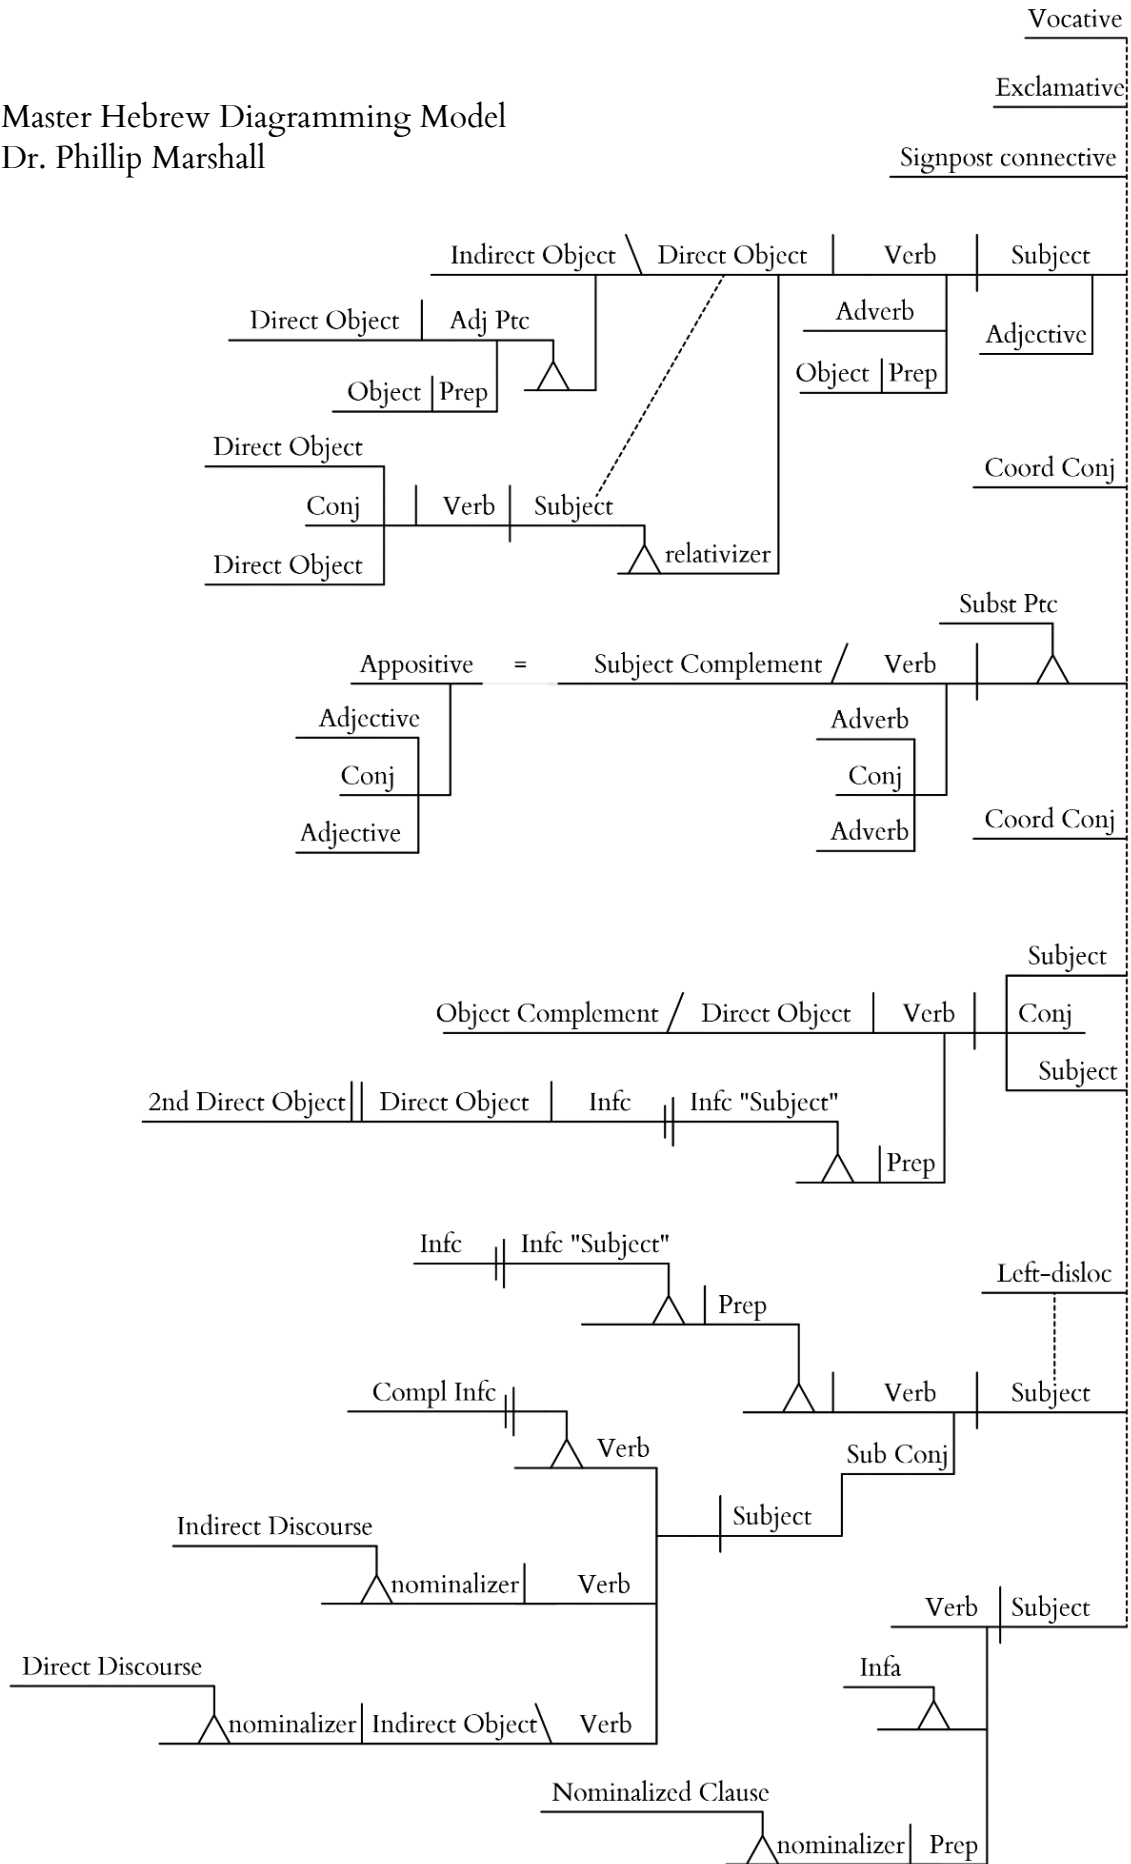 Vocative
Exclamative
Master Hebrew Diagramming Model
Dr. Phillip Marshall
Signpost connective
Indirect Object \ Direct Object Verb Subject
Direct Object Adj Ptc Adverb Adjective
Object Prep Object Prep
Direct Object
Coord Conj
Conj Verb Subject
relativizer
Direct Object
Subst Ptc
Appositive = Subject Complement / Verb
Adjective Adverb
Conj Conj
Adjective Adverb
Coord Conj
Subject
Object Complement / Direct Object Verb Conj
Subject
2nd Direct Object Direct Object Infc Infc "Subject"
Prep
Infc Infc "Subject"
Left-disloc
Prep
Compl Infc Verb Subject
Verb Sub Conj
Subject
Indirect Discourse
nominalizer Verb
Verb Subject
Direct Discourse Infa
nominalizer Indirect Object \ Verb
Nominalized Clause
nominalizer Prep